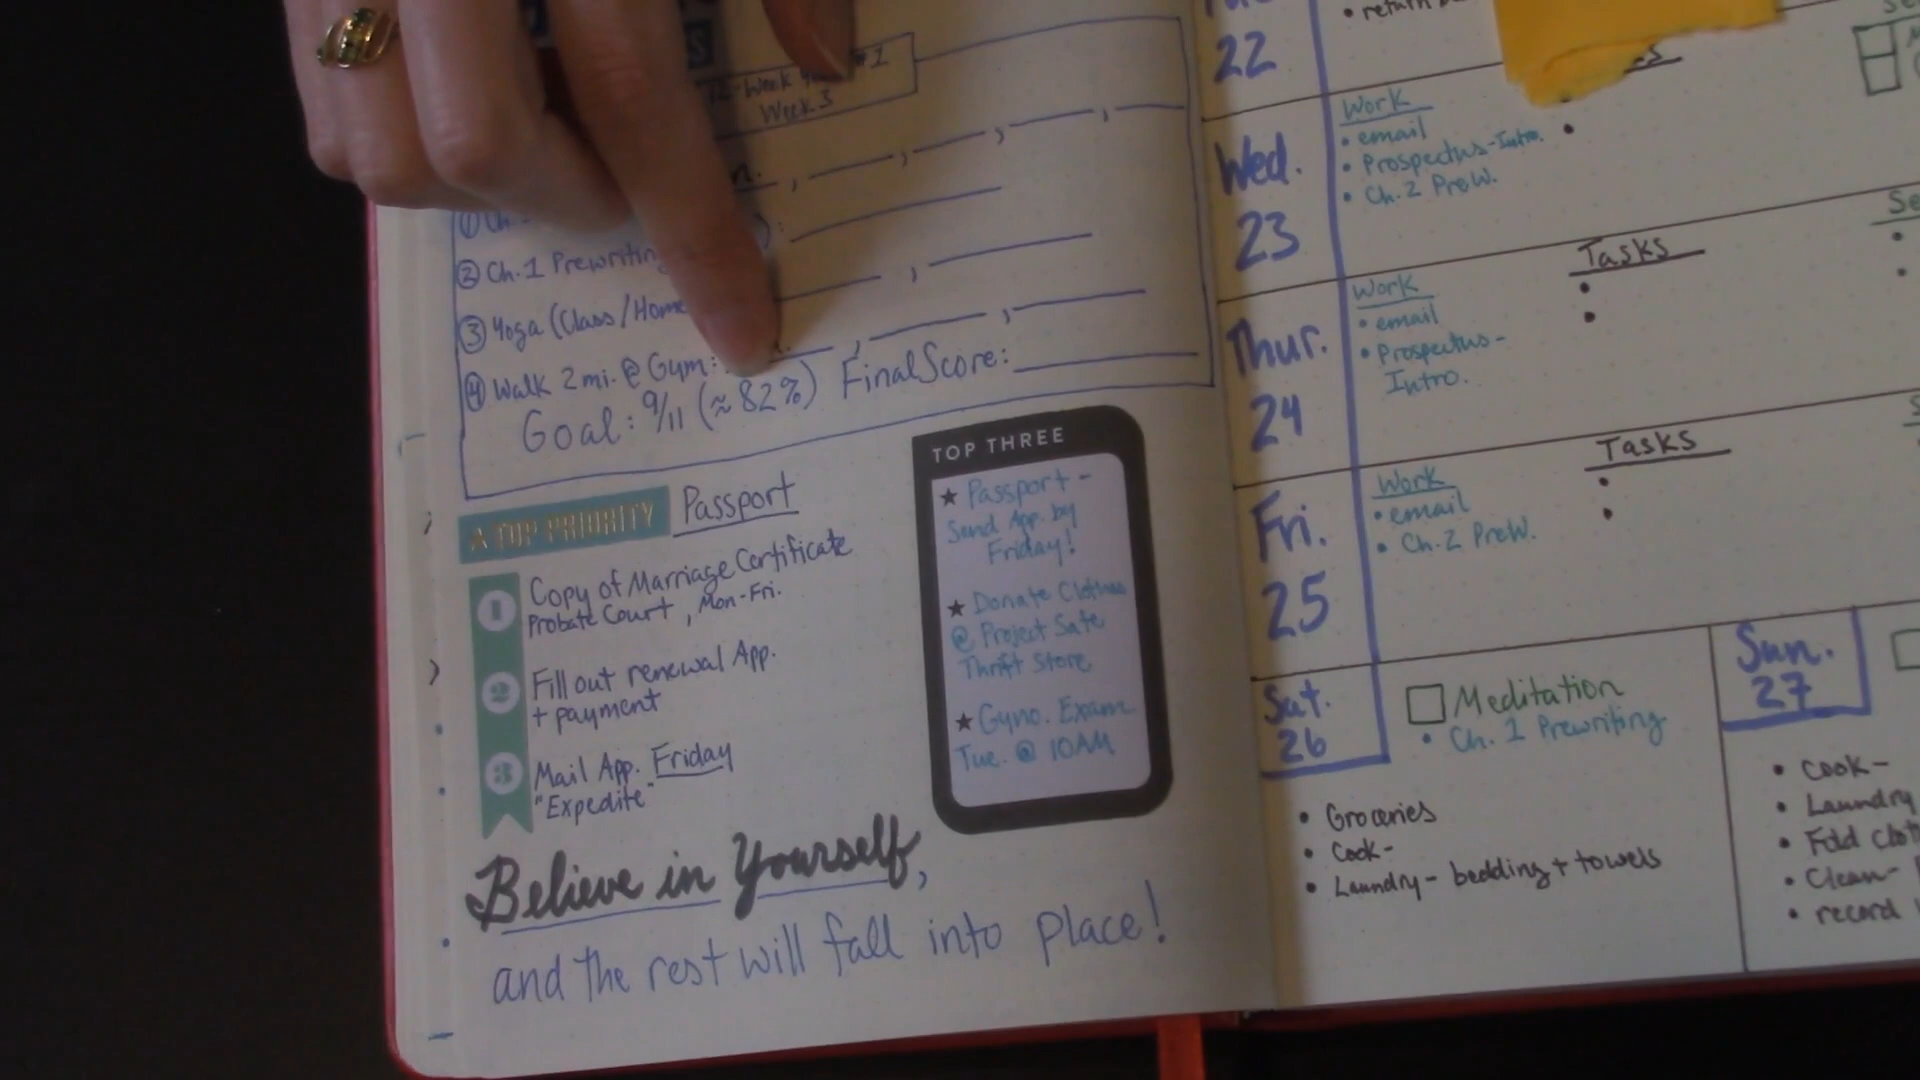 12-Week
Week 3
② Ch. 1 Prewriting
③ Yoga (Class/Home
④ Walk 2 mi. @ Gym:
Goal: 9/11 (≈82%) Final Score:
★ TOP PRIORITY Passport
1 Copy of Marriage Certificate
Probate Court, Mon-Fri.
2 Fill out renewal App.
+ payment
3 Mail App. Friday
"Expedite"
TOP THREE
★ Passport -
Send App. by
Friday!
★ Donate Clothes
@ Project Safe
Thrift Store
★ Gyno. Exam
Tue. @ 10AM
Believe in Yourself,
and the rest will fall into place!
22
Wed.
23
Work
• email
• Prospectus-Intro.
• Ch. 2 PreW.
Thur.
24
Work
• email
• Prospectus-
Intro.
Tasks
Fri.
25
Work
• email
• Ch. 2 PreW.
Tasks
Sat.
26
Meditation
• Ch. 1 Prewriting
• Groceries
• Cook-
• Laundry- bedding + towels
Sun.
27
• Cook-
• Laundry
• Fold
• Clean-
• record